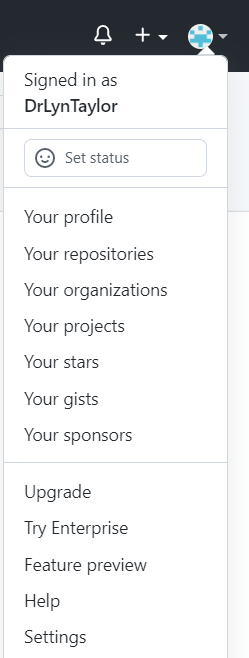 Signed in as
DrLynTaylor
Set status
Your profile
Your repositories
Your organizations
Your projects
Your stars
Your gists
Your sponsors
Upgrade
Try Enterprise
Feature preview
Help
Settings